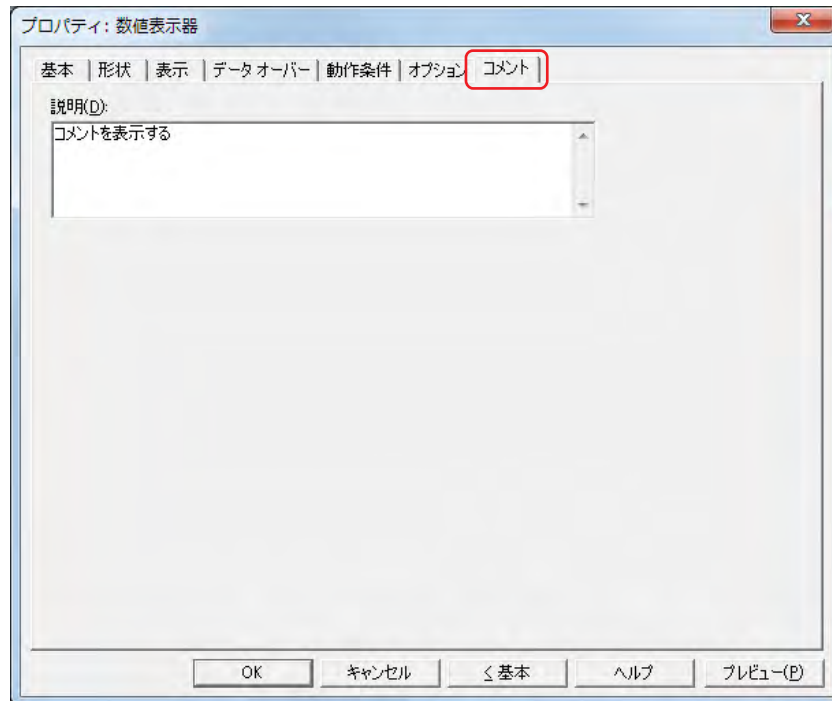 プロパティ: 数値表示器
基本 形状 表示 データ オーバー 動作条件 オプション コメント
説明(D):
コメントを表示する
OK キャンセル < 基本 ヘルプ プレビュー(P)